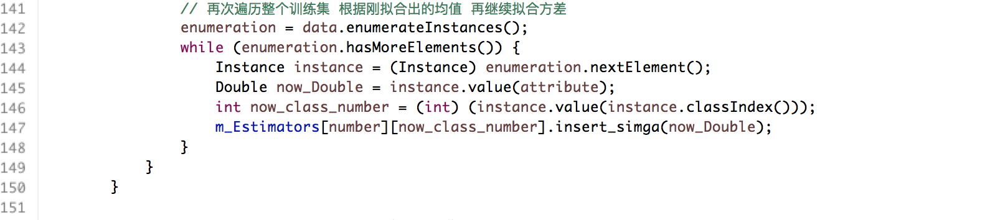 141 // 再次遍历整个训练集 根据刚拟合出的均值 再继续拟合方差
142 enumeration = data.enumerateInstances();
143 while (enumeration.hasMoreElements()) {
144 Instance instance = (Instance) enumeration.nextElement();
145 Double now_Double = instance.value(attribute);
146 int now_class_number = (int) (instance.value(instance.classIndex()));
147 m_Estimators[number][now_class_number].insert_simga(now_Double);
148 }
149 }
150 }
151